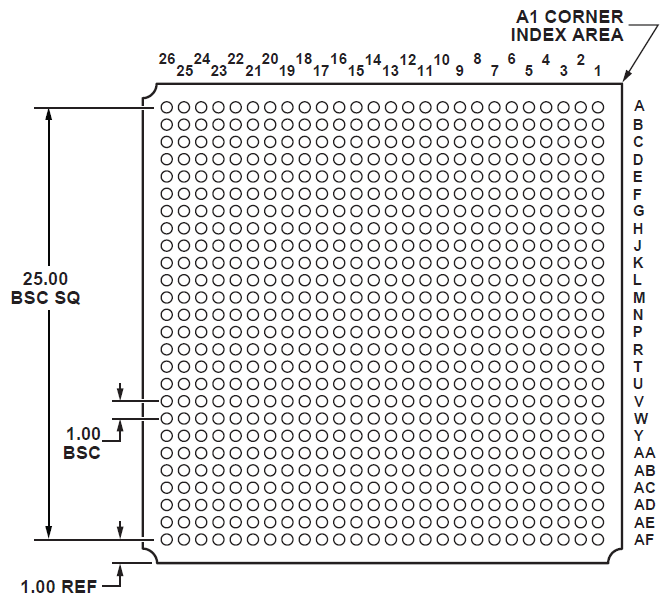 A1 CORNER
INDEX AREA
26 24 22 20 18 16 14 12 10 8 6 4 2
25 23 21 19 17 15 13 11 9 7 5 3 1
A
B
C
D
E
F
G
H
J
K
25.00
BSC SQ
L
M
N
P
R
T
U
V
W
1.00
BSC
Y
AA
AB
AC
AD
AE
AF
1.00 REF